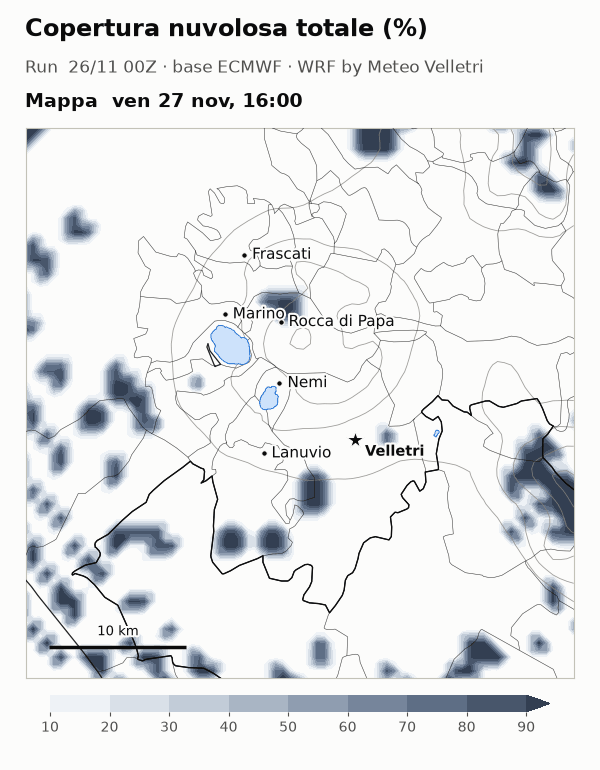 Copertura nuvolosa totale (%)
Run  26/11 00Z · base ECMWF · WRF by Meteo Velletri
Mappa  ven 27 nov, 16:00
Frascati
Marino
Rocca di Papa
Nemi
Velletri
Lanuvio
10 km
10 20 30 40 50 60 70 80 90